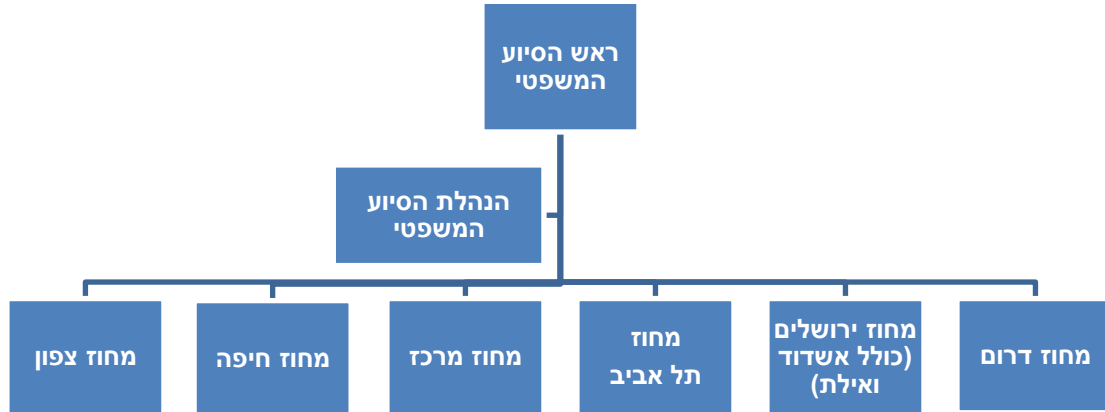 ראש הסיוע
המשפטי
הנהלת הסיוע
המשפטי
מחוז דרום
מחוז ירושלים
(כולל אשדוד
ואילת)
מחוז
תל אביב
מחוז מרכז
מחוז חיפה
מחוז צפון